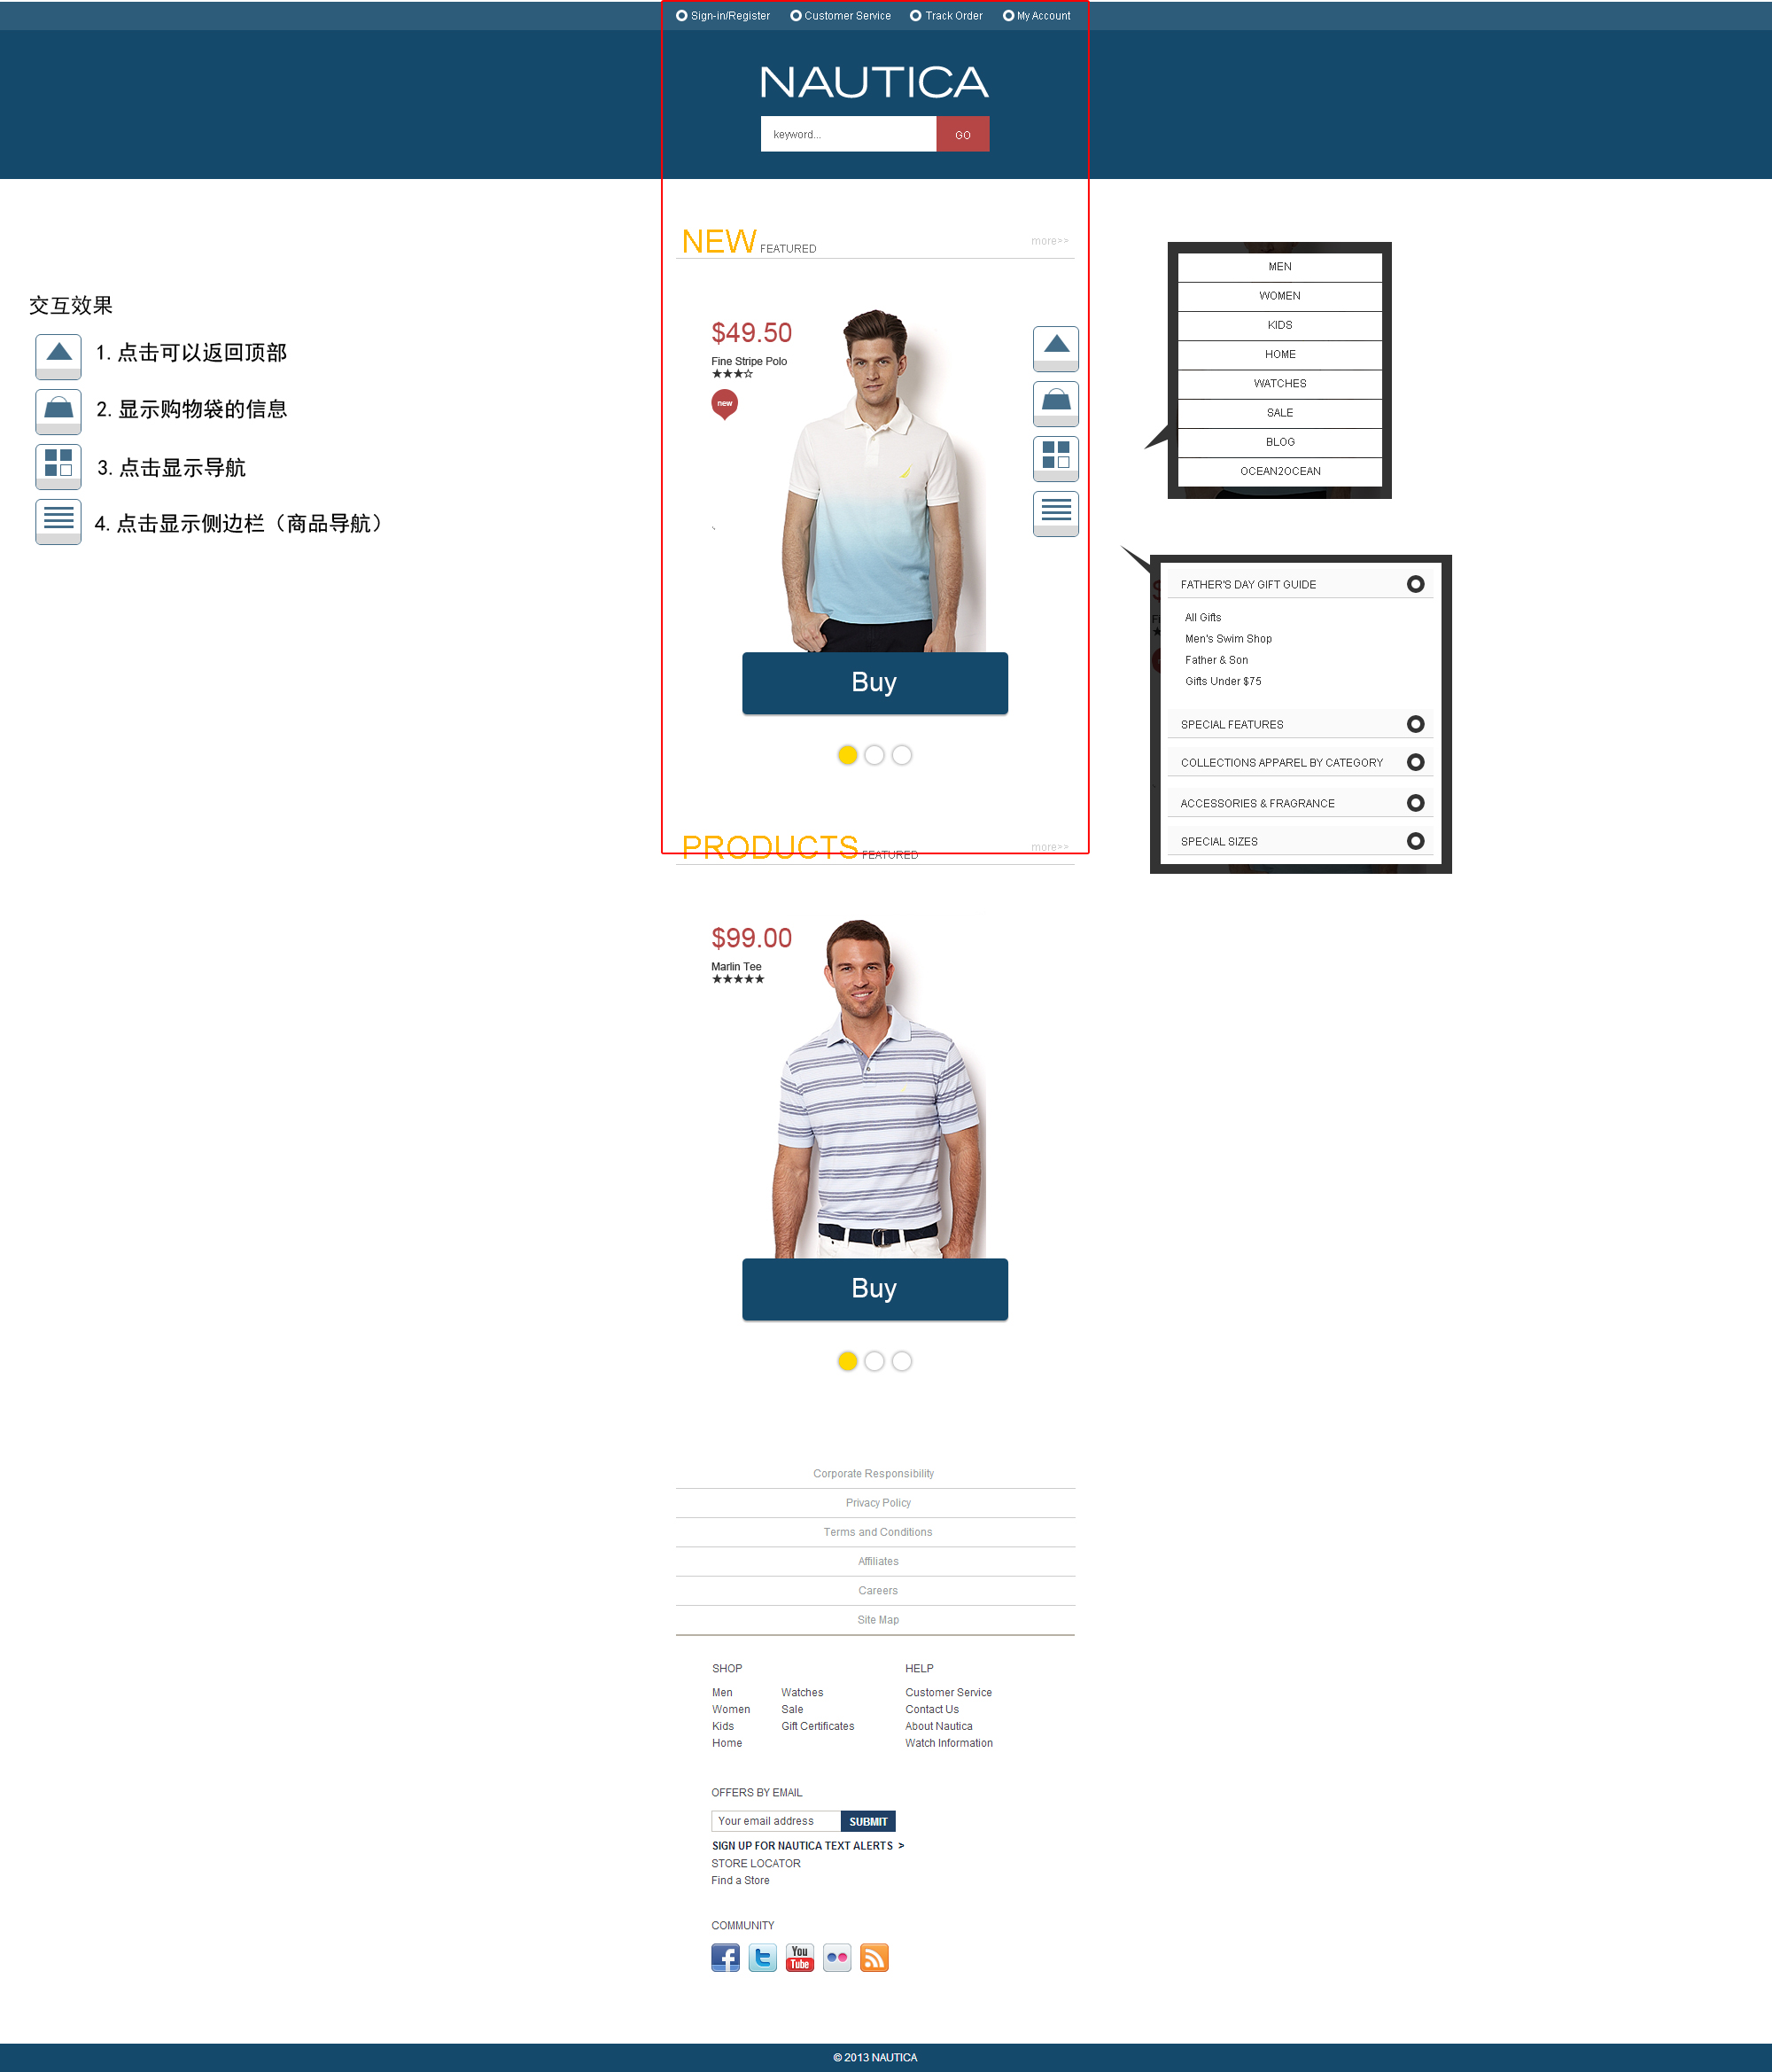 Sign-in/Register Customer Service Track Order My Account
NAUTICA
keyword... GO
NEW FEATURED more>>
交互效果
1. 点击可以返回顶部
2. 显示购物袋的信息
3. 点击显示导航
4. 点击显示侧边栏（商品导航）
$49.50
Fine Stripe Polo
★★★☆
new
Buy
MEN
WOMEN
KIDS
HOME
WATCHES
SALE
BLOG
OCEAN2OCEAN
FATHER'S DAY GIFT GUIDE
All Gifts
Men's Swim Shop
Father & Son
Gifts Under $75
SPECIAL FEATURES
COLLECTIONS APPAREL BY CATEGORY
ACCESSORIES & FRAGRANCE
SPECIAL SIZES
PRODUCTS FEATURED more>>
$99.00
Marlin Tee
★★★★★
Buy
Corporate Responsibility
Privacy Policy
Terms and Conditions
Affiliates
Careers
Site Map
SHOP HELP
Men Watches Customer Service
Women Sale Contact Us
Kids Gift Certificates About Nautica
Home Watch Information
OFFERS BY EMAIL
Your email address SUBMIT
SIGN UP FOR NAUTICA TEXT ALERTS >
STORE LOCATOR
Find a Store
COMMUNITY
You
Tube
© 2013 NAUTICA